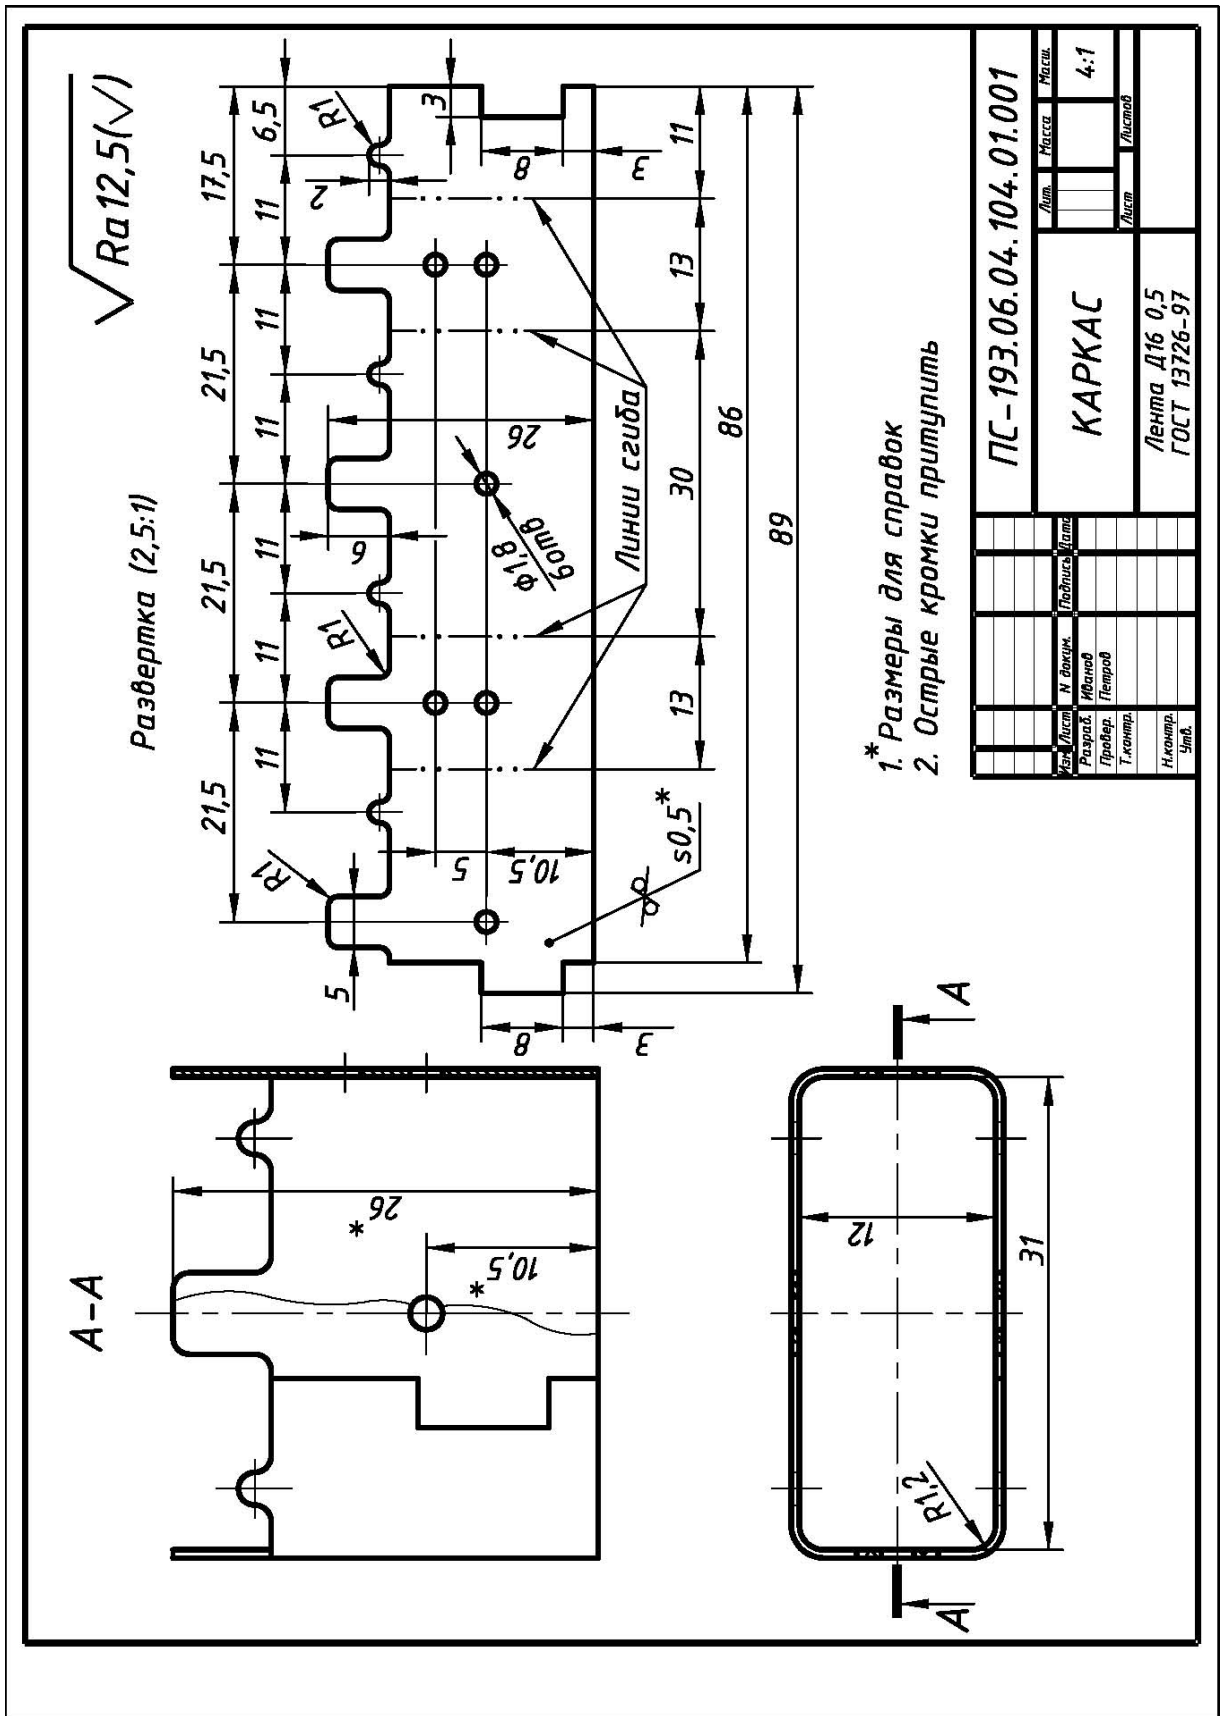 Ra12,5(√)
Развертка (2,5:1)
А-А
26*
10,5*
21,5
21,5
21,5
17,5
11
11
11
11
11
11
6,5
R1
R1
R1
5
6
2
3
26
⌀1,8
6отв
5
10,5
8
3
8
3
Линии сгиба
s0,5*
13
30
13
11
86
89
А
А
12
31
R1,2
1.* Размеры для справок
2. Острые кромки притупить
ПС-193.06.04.104.01.001
КАРКАС
Лента Д16 0,5
ГОСТ 13726-97
Лит.
Масса
Масш.
4:1
Лист
Листов
Изм
Лист
N докум.
Подпись
Дата
Разраб.
Иванов
Провер.
Петров
Т.контр.
Н.контр.
Утв.